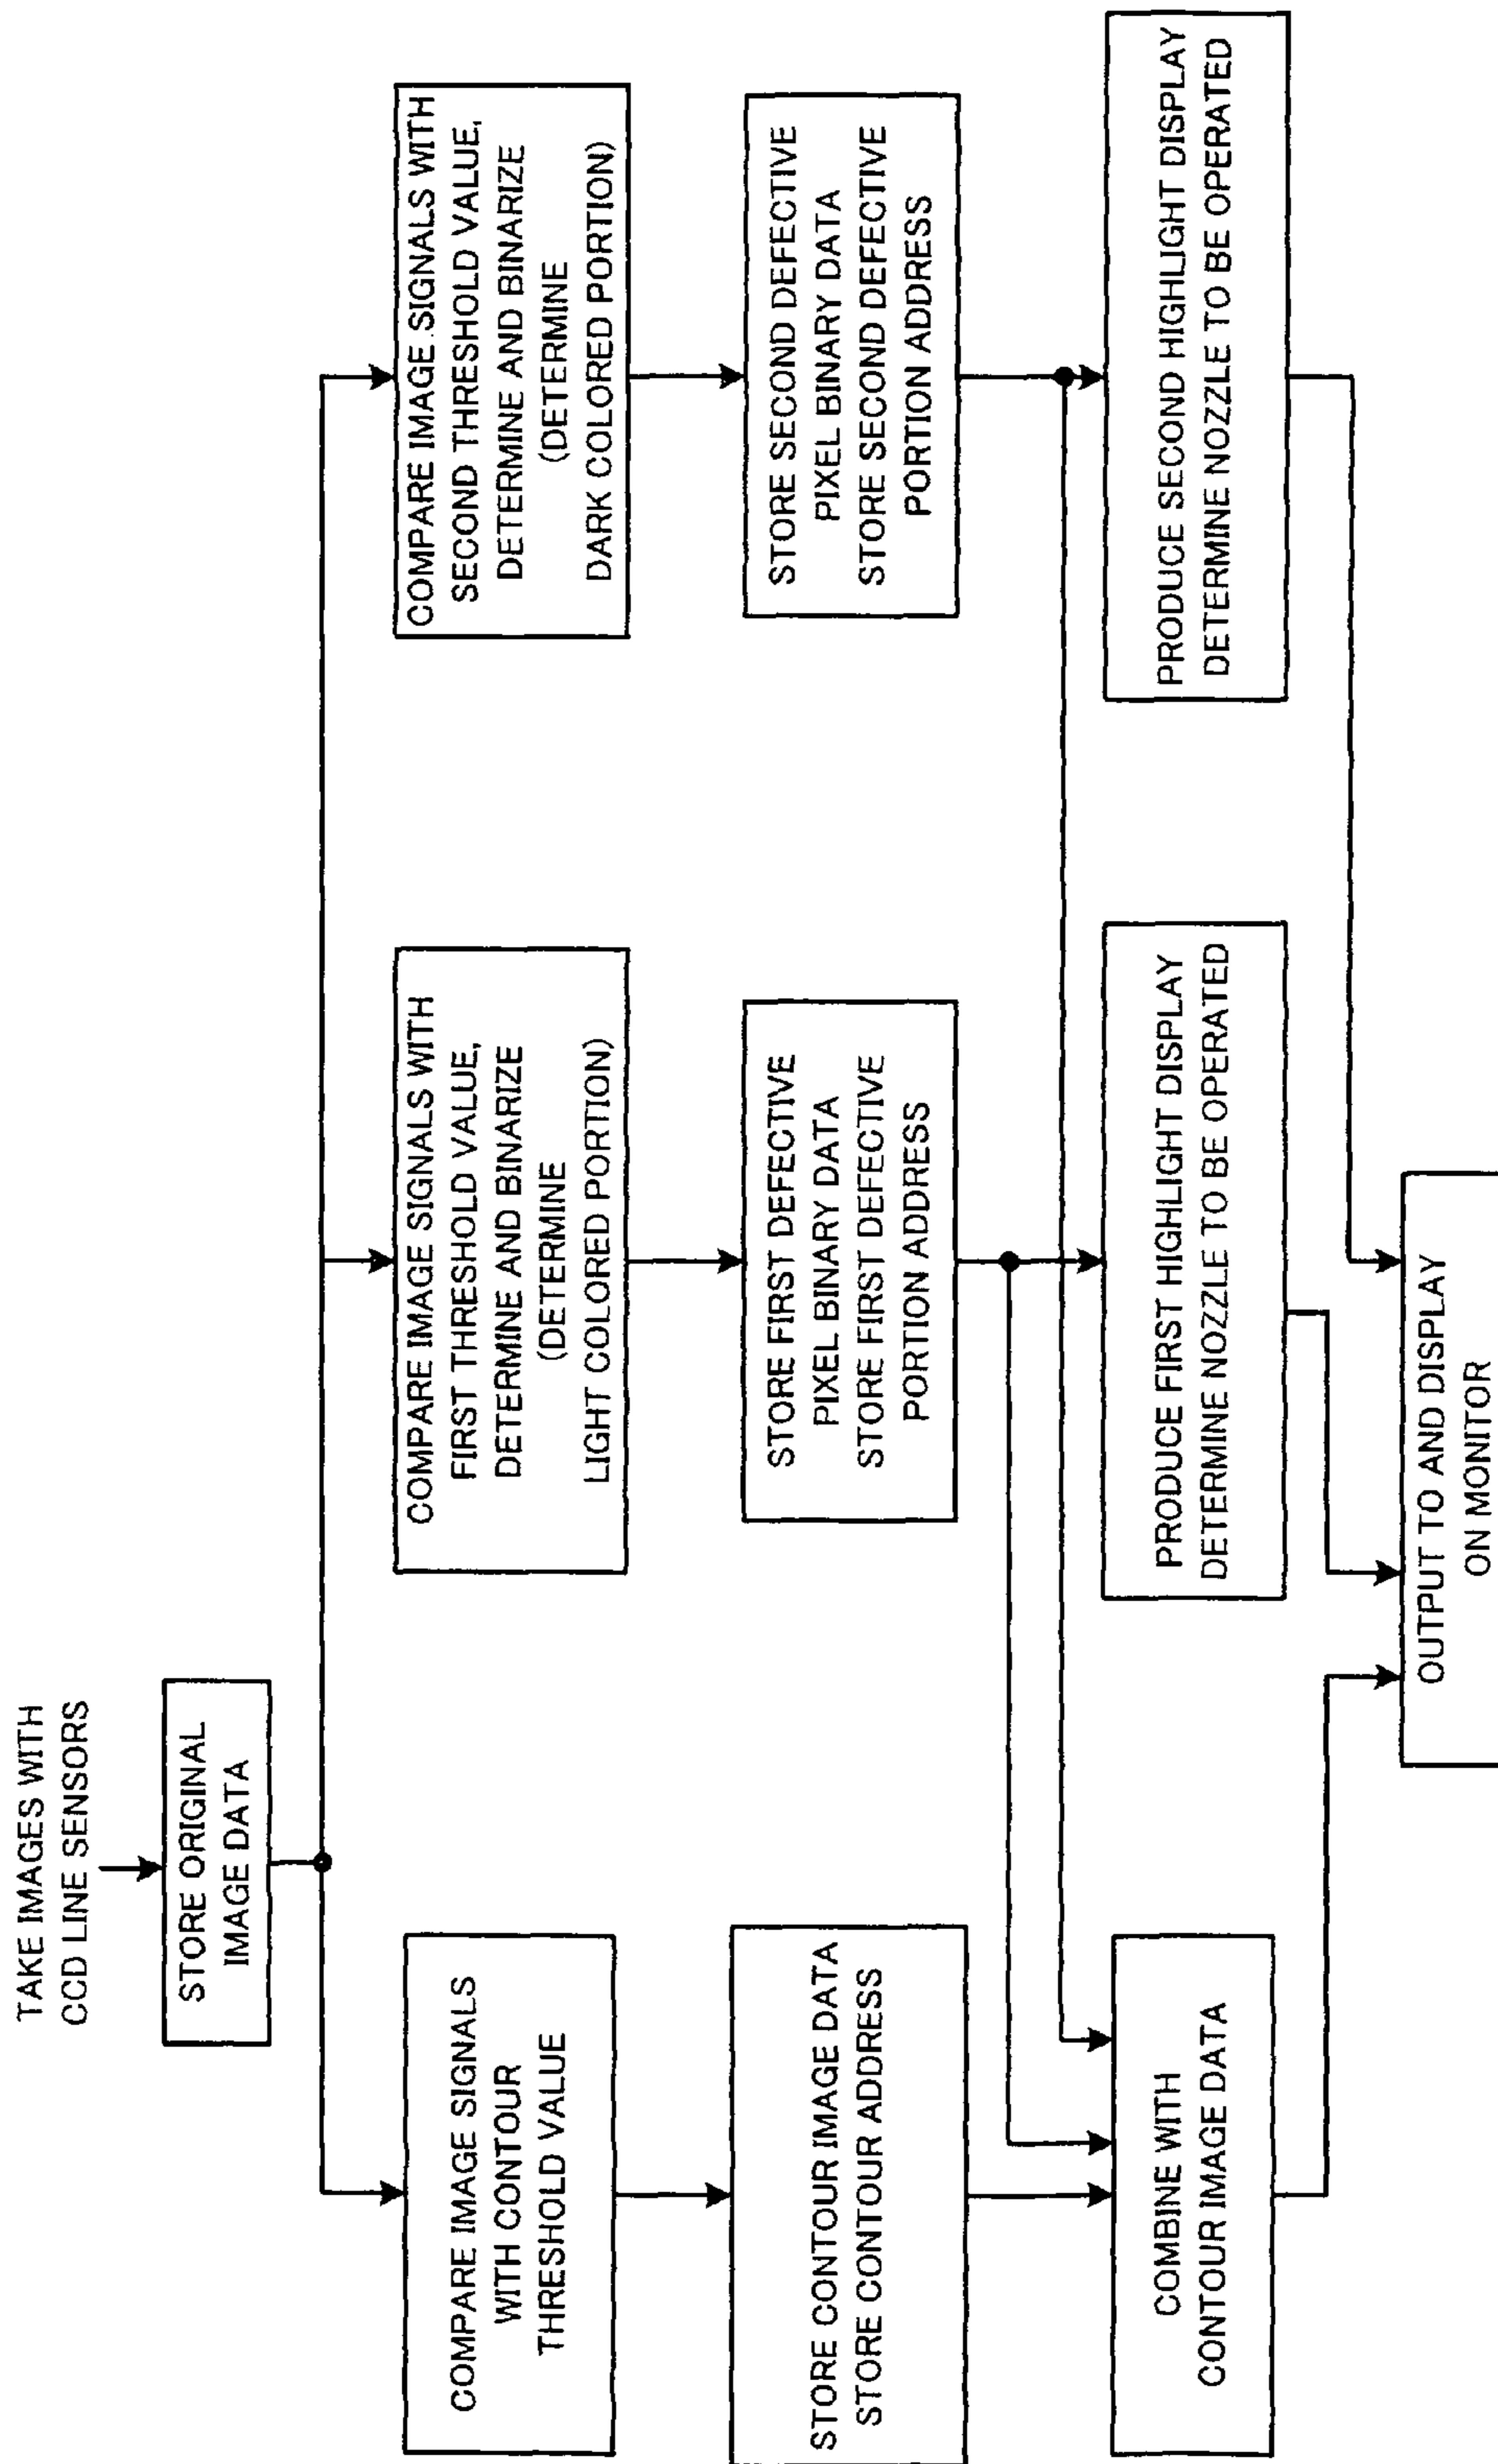 TAKE IMAGES WITH
CCD LINE SENSORS
STORE ORIGINAL
IMAGE DATA
COMPARE IMAGE SIGNALS
WITH CONTOUR
THRESHOLD VALUE
COMPARE IMAGE SIGNALS WITH
FIRST THRESHOLD VALUE,
DETERMINE AND BINARIZE
(DETERMINE
LIGHT COLORED PORTION)
COMPARE IMAGE SIGNALS WITH
SECOND THRESHOLD VALUE,
DETERMINE AND BINARIZE
(DETERMINE
DARK COLORED PORTION)
STORE CONTOUR IMAGE DATA
STORE CONTOUR ADDRESS
STORE FIRST DEFECTIVE
PIXEL BINARY DATA
STORE FIRST DEFECTIVE
PORTION ADDRESS
STORE SECOND DEFECTIVE
PIXEL BINARY DATA
STORE SECOND DEFECTIVE
PORTION ADDRESS
COMBINE WITH
CONTOUR IMAGE DATA
PRODUCE FIRST HIGHLIGHT DISPLAY
DETERMINE NOZZLE TO BE OPERATED
PRODUCE SECOND HIGHLIGHT DISPLAY
DETERMINE NOZZLE TO BE OPERATED
OUTPUT TO AND DISPLAY
ON MONITOR